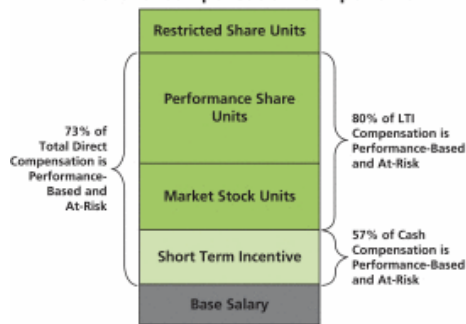 Restricted Share Units
Performance Share
Units
Market Stock Units
Short Term Incentive
Base Salary
73% of
Total Direct
Compensation is
Performance-
Based and
At-Risk
80% of LTI
Compensation is
Performance-Based
and At-Risk
57% of Cash
Compensation is
Performance-Based
and At-Risk